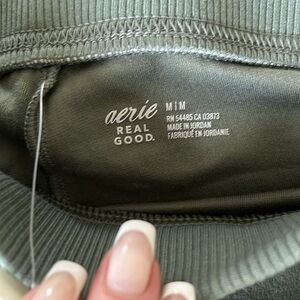 aerie
REAL
GOOD.
M | M
RN 54485 CA 03873
MADE IN JORDAN
FABRIQUÉ EN JORDANIE